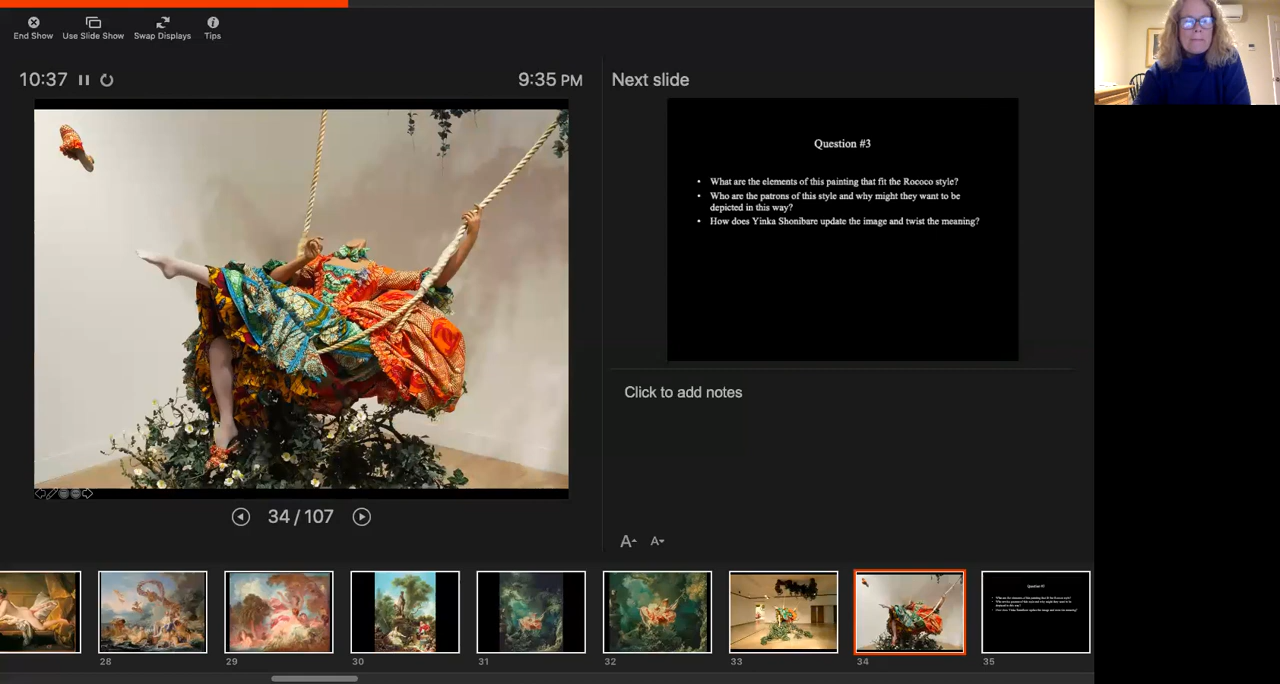 End Show
Use Slide Show
Swap Displays
Tips
10:37
9:35 PM
Next slide
Question #3
• What are the elements of this painting that fit the Rococo style?
• Who are the patrons of this style and why might they want to be
depicted in this way?
• How does Yinka Shonibare update the image and twist the meaning?
Click to add notes
34 / 107
A A
28
29
30
31
32
33
34
35